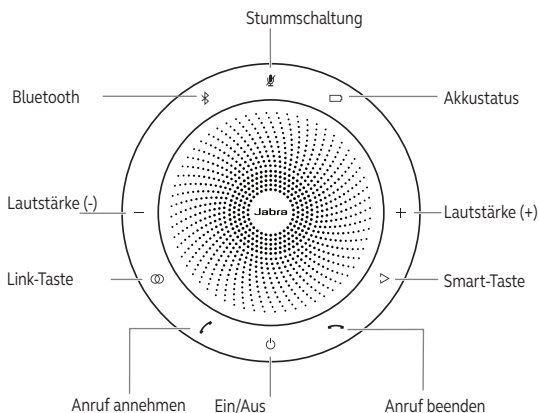 Stummschaltung
Bluetooth
Akkustatus
Lautstärke (-)
Jabra
Lautstärke (+)
Link-Taste
Smart-Taste
Anruf annehmen
Ein/Aus
Anruf beenden